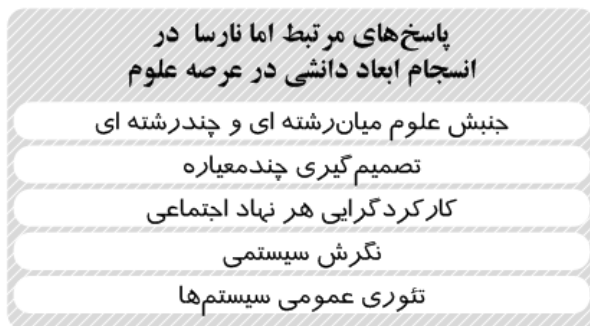 پاسخ‌های مرتبط اما نارسا در
انسجام ابعاد دانشی در عرصه علوم
جنبش علوم میان‌رشته ای و چندرشته ای
تصمیم گیری چندمعیاره
کارکردگرایی هر نهاد اجتماعی
نگرش سیستمی
تئوری عمومی سیستم‌ها